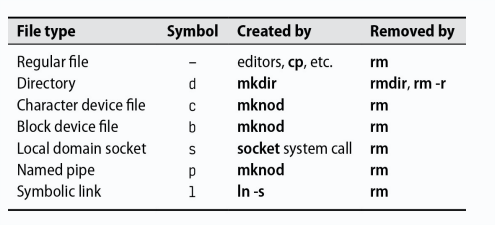 File type Symbol Created by Removed by
Regular file – editors, cp, etc. rm
Directory d mkdir rmdir, rm -r
Character device file c mknod rm
Block device file b mknod rm
Local domain socket s socket system call rm
Named pipe p mknod rm
Symbolic link l ln -s rm